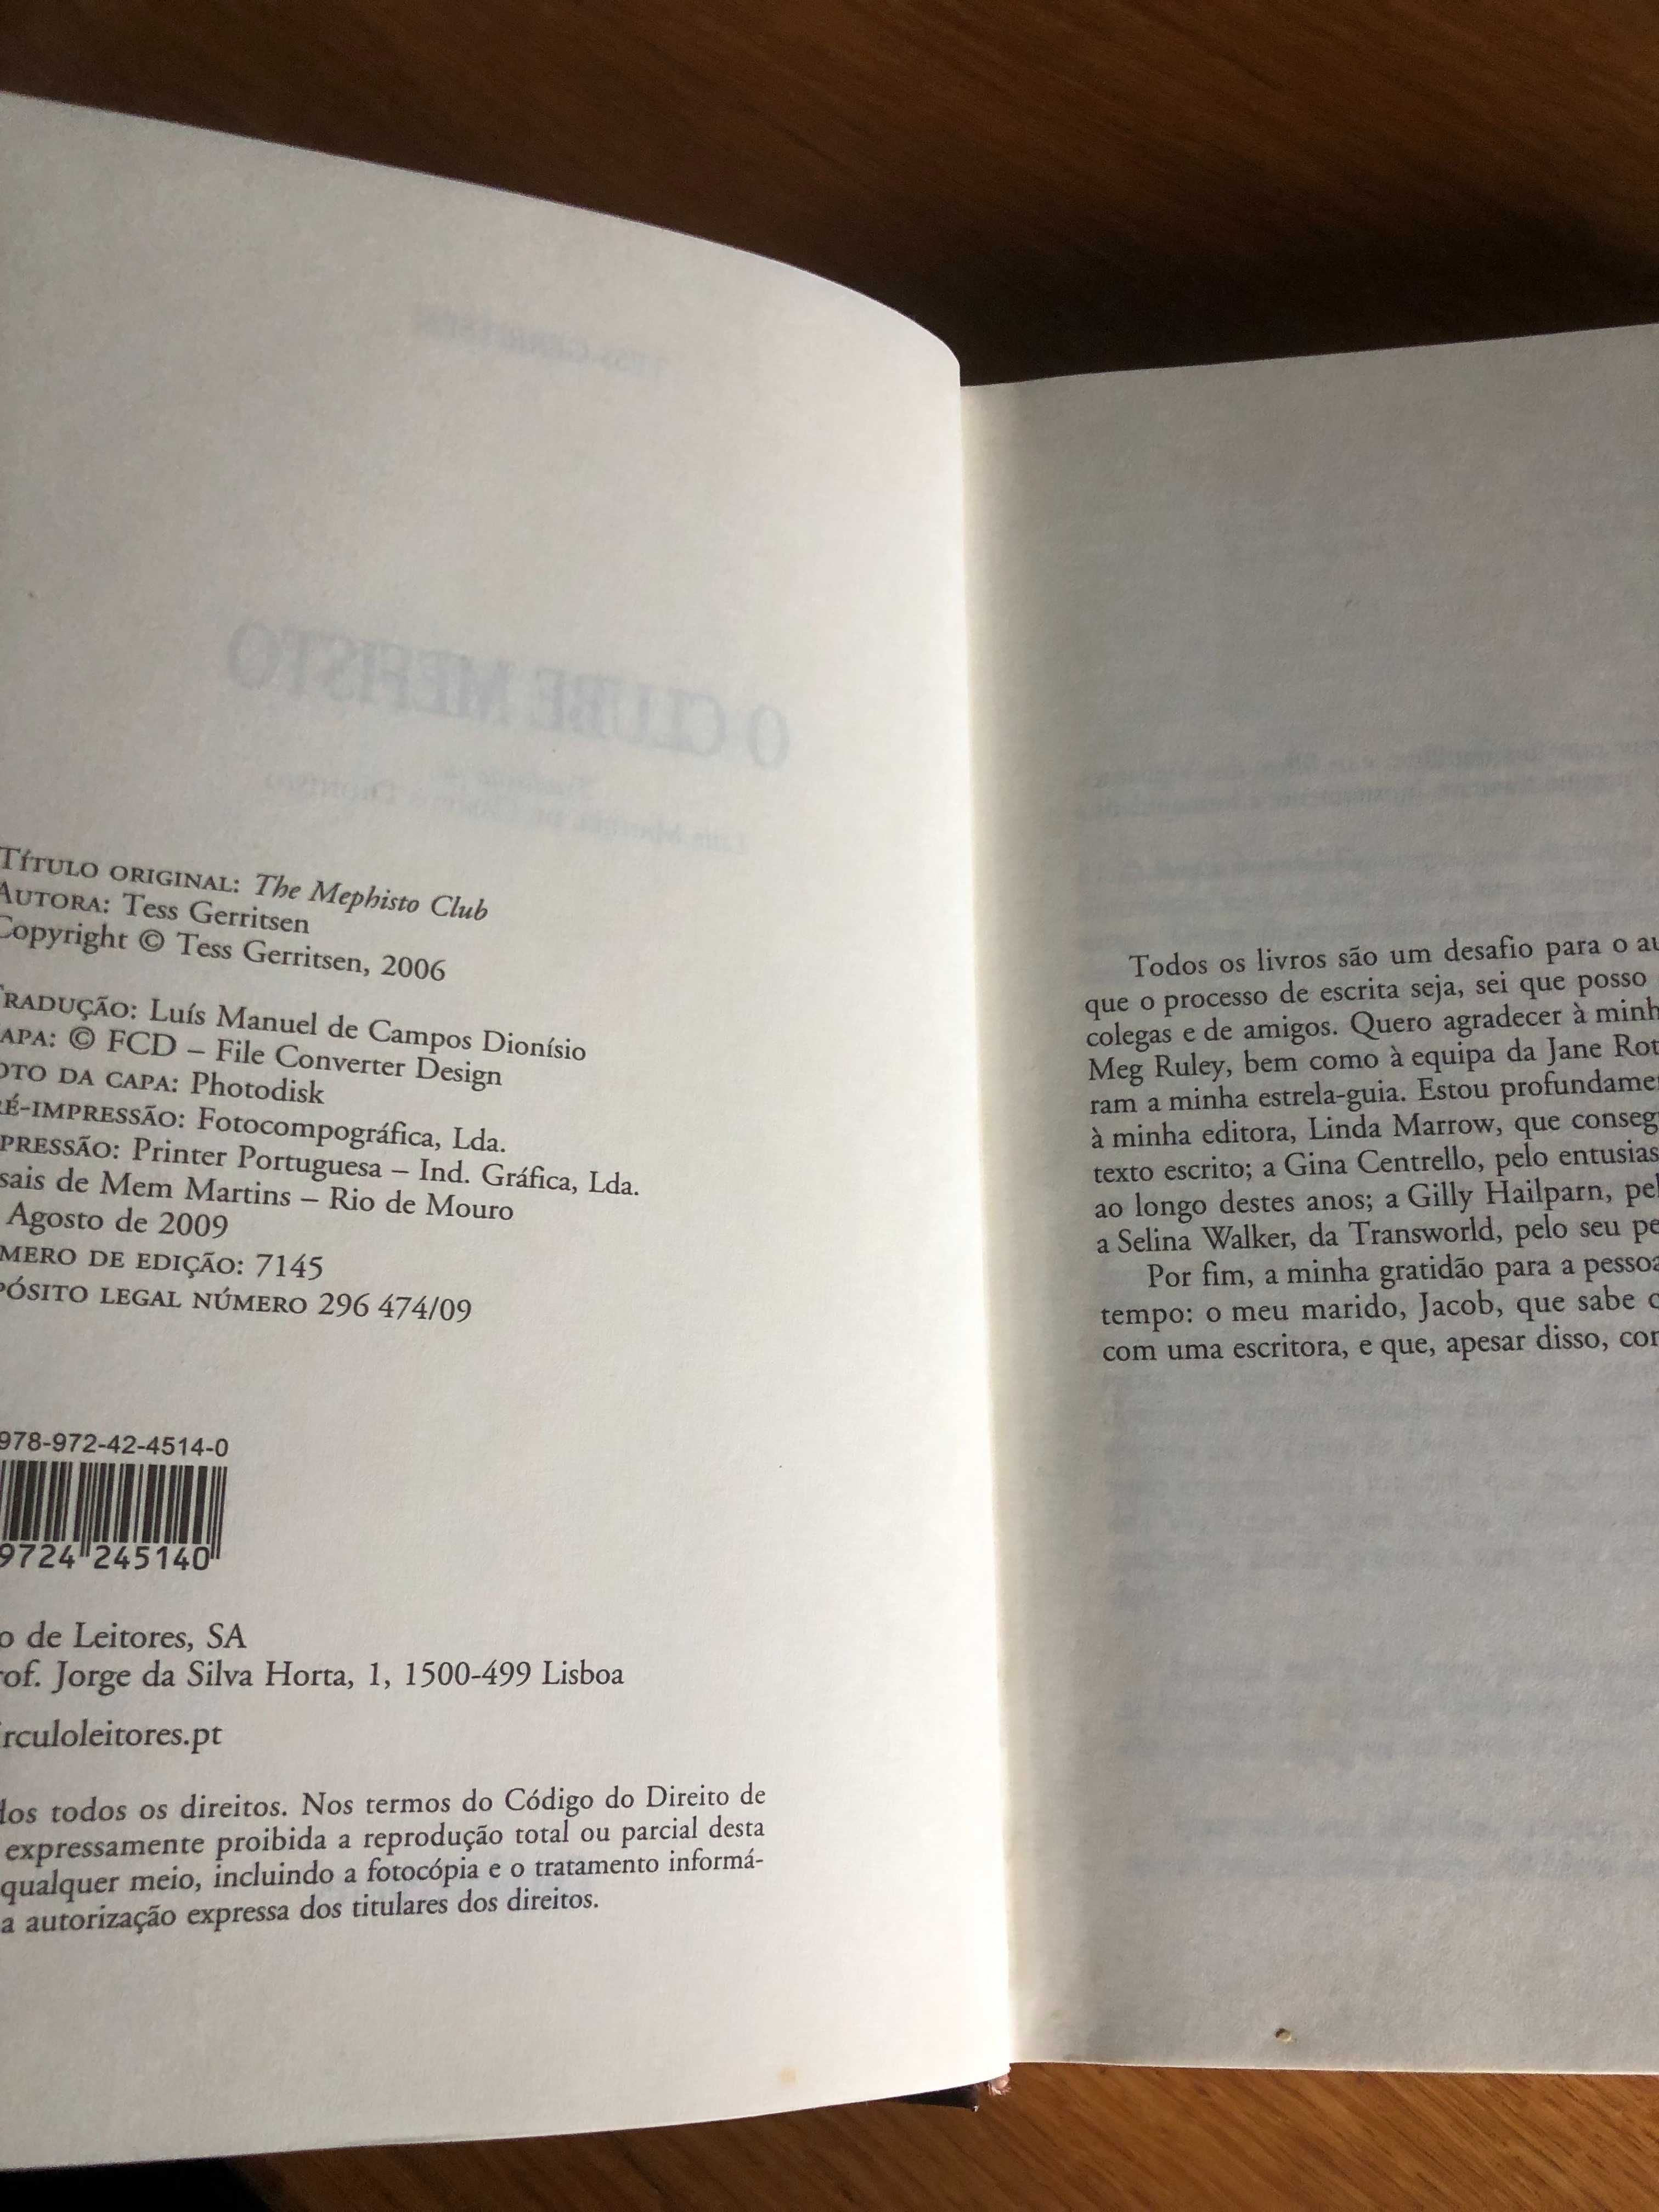 TÍTULO ORIGINAL: The Mephisto Club
AUTORA: Tess Gerritsen
Copyright © Tess Gerritsen, 2006
TRADUÇÃO: Luís Manuel de Campos Dionísio
APA: © FCD – File Converter Design
OTO DA CAPA: Photodisk
RÉ-IMPRESSÃO: Fotocompográfica, Lda.
PRESSÃO: Printer Portuguesa – Ind. Gráfica, Lda.
sais de Mem Martins – Rio de Mouro
Agosto de 2009
MERO DE EDIÇÃO: 7145
PÓSITO LEGAL NÚMERO 296 474/09
978-972-42-4514-0
9724 245140
o de Leitores, SA
rof. Jorge da Silva Horta, 1, 1500-499 Lisboa
rculoleitores.pt
dos todos os direitos. Nos termos do Código do Direito de
expressamente proibida a reprodução total ou parcial desta
qualquer meio, incluindo a fotocópia e o tratamento informá-
a autorização expressa dos titulares dos direitos.
TESS GERRITSEN
O CLUBE MEFISTO
Todos os livros são um desafio para o au
que o processo de escrita seja, sei que posso
colegas e de amigos. Quero agradecer à minh
Meg Ruley, bem como à equipa da Jane Rot
ram a minha estrela-guia. Estou profundame
à minha editora, Linda Marrow, que conseg
texto escrito; a Gina Centrello, pelo entusias
ao longo destes anos; a Gilly Hailparn, pel
a Selina Walker, da Transworld, pelo seu pe
Por fim, a minha gratidão para a pessoa
tempo: o meu marido, Jacob, que sabe c
com uma escritora, e que, apesar disso, con